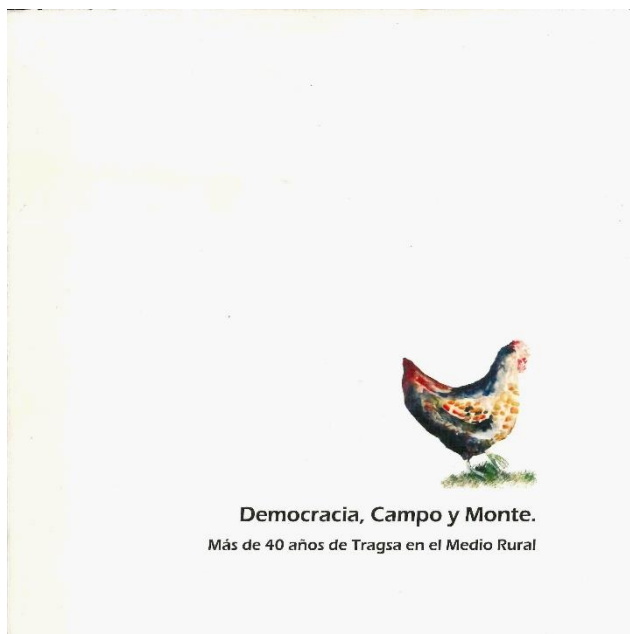 Democracia, Campo y Monte.
Más de 40 años de Tragsa en el Medio Rural